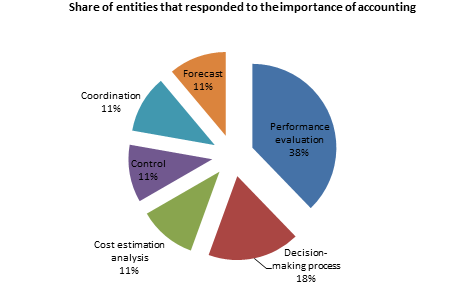 Share of entities that responded to the importance of accounting
Forecast
11%
Coordination
11%
Performance
evaluation
38%
Control
11%
Cost estimation
analysis
11%
Decision-
making process
18%